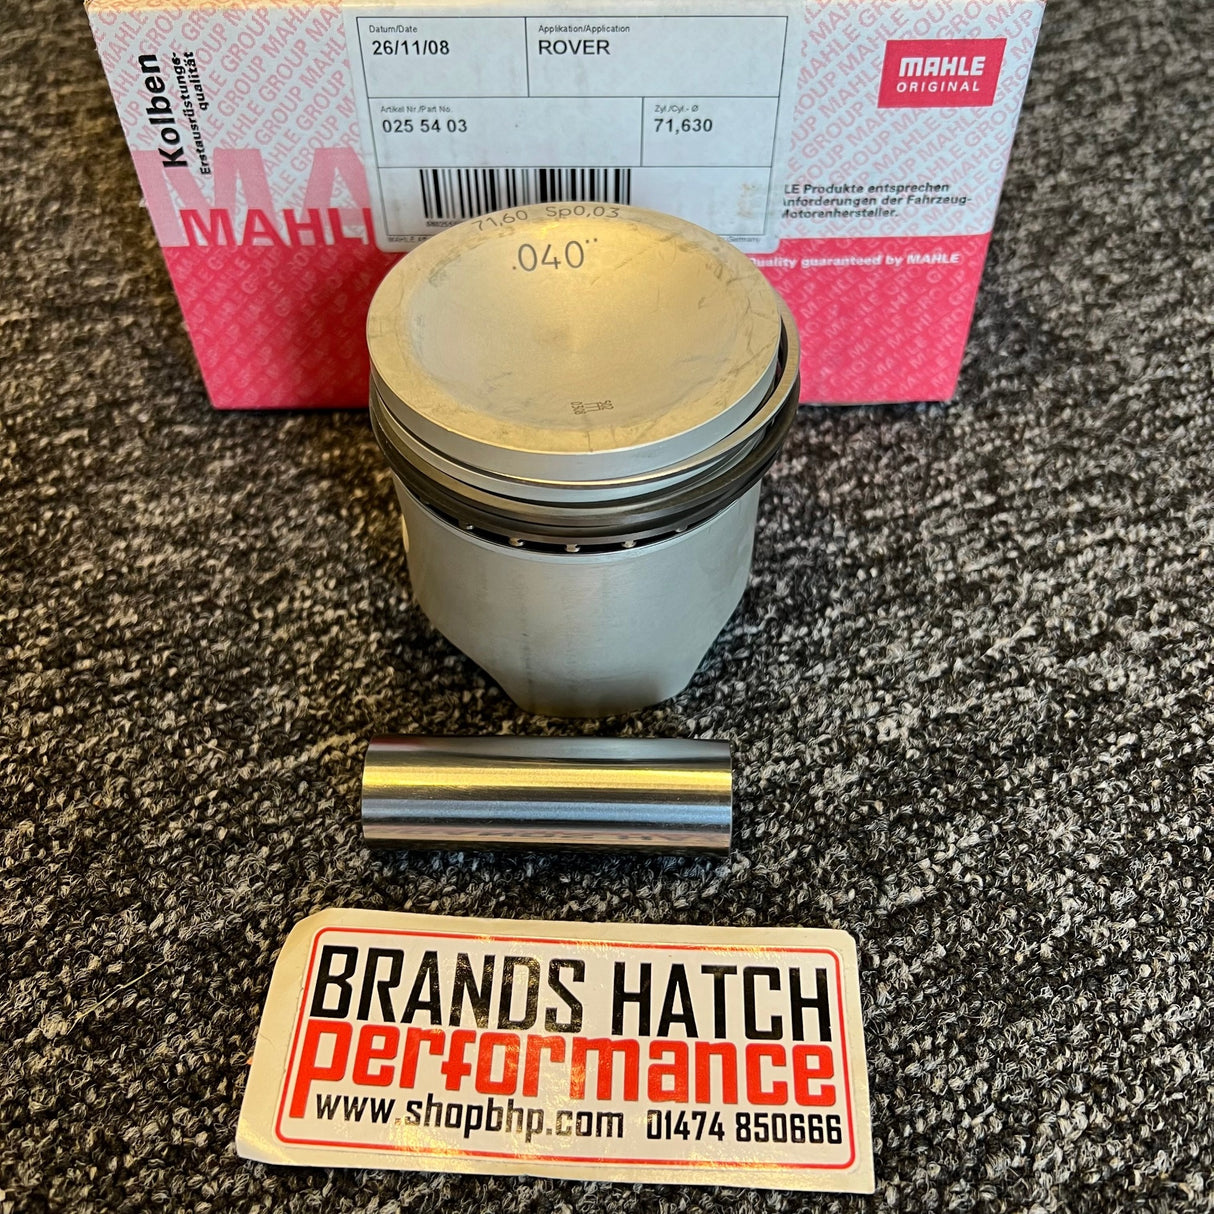 Kolben
Erstausrüstungs-
qualität
Datum/Date
26/11/08
Applikation/Application
ROVER
Artikel Nr./Part No.
025 54 03
Zyl./Cyl.- Ø
71,630
MAHLE
ORIGINAL
MAHL
LE Produkte entsprechen
Anforderungen der Fahrzeug-
Motorenhersteller.
Quality guaranteed by MAHLE
71,60 Sp0,03
.040"
BRANDS HATCH
performance
www.shopbhp.com 01474 850666